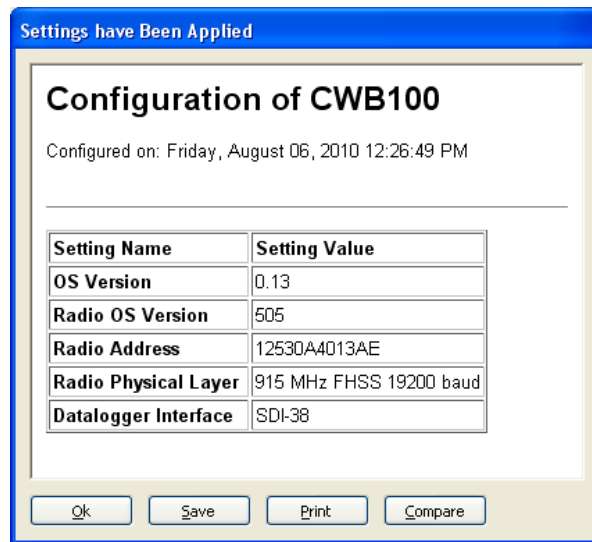 Settings have Been Applied
Configuration of CWB100
Configured on: Friday, August 06, 2010 12:26:49 PM
Setting Name Setting Value
OS Version 0.13
Radio OS Version 505
Radio Address 12530A4013AE
Radio Physical Layer 915 MHz FHSS 19200 baud
Datalogger Interface SDI-38
Ok Save Print Compare